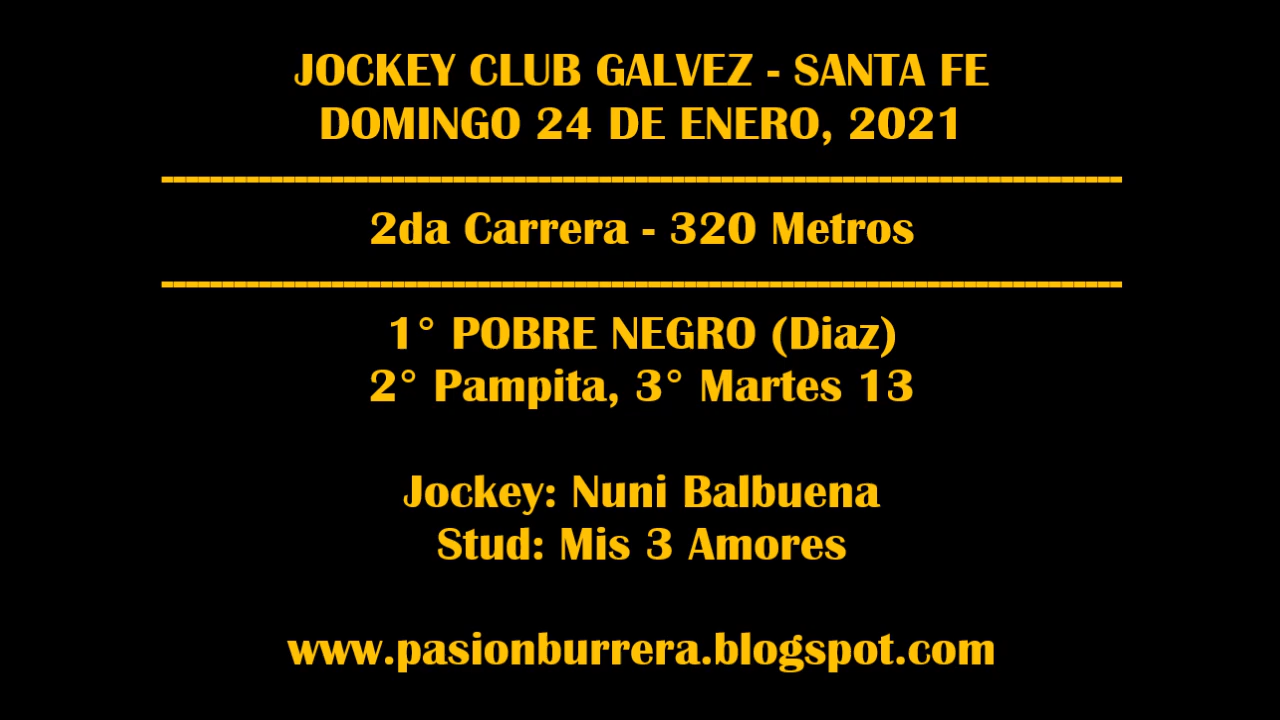 JOCKEY CLUB GALVEZ - SANTA FE
DOMINGO 24 DE ENERO, 2021
2da Carrera - 320 Metros
1° POBRE NEGRO (Diaz)
2° Pampita, 3° Martes 13
Jockey: Nuni Balbuena
Stud: Mis 3 Amores
www.pasionburrera.blogspot.com